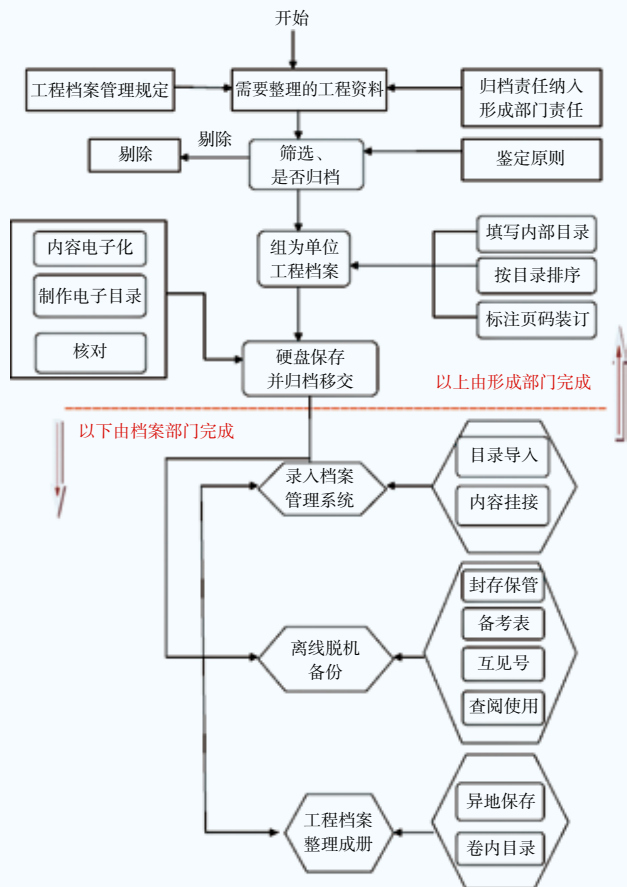 开始
工程档案管理规定
需要整理的工程资料
归档责任纳入
形成部门责任
剔除
剔除
筛选、
是否归档
鉴定原则
内容电子化
制作电子目录
核对
组为单位
工程档案
填写内部目录
按目录排序
标注页码装订
硬盘保存
并归档移交
以上由形成部门完成
以下由档案部门完成
录入档案
管理系统
目录导入
内容挂接
离线脱机
备份
封存保管
备考表
互见号
查阅使用
工程档案
整理成册
异地保存
卷内目录